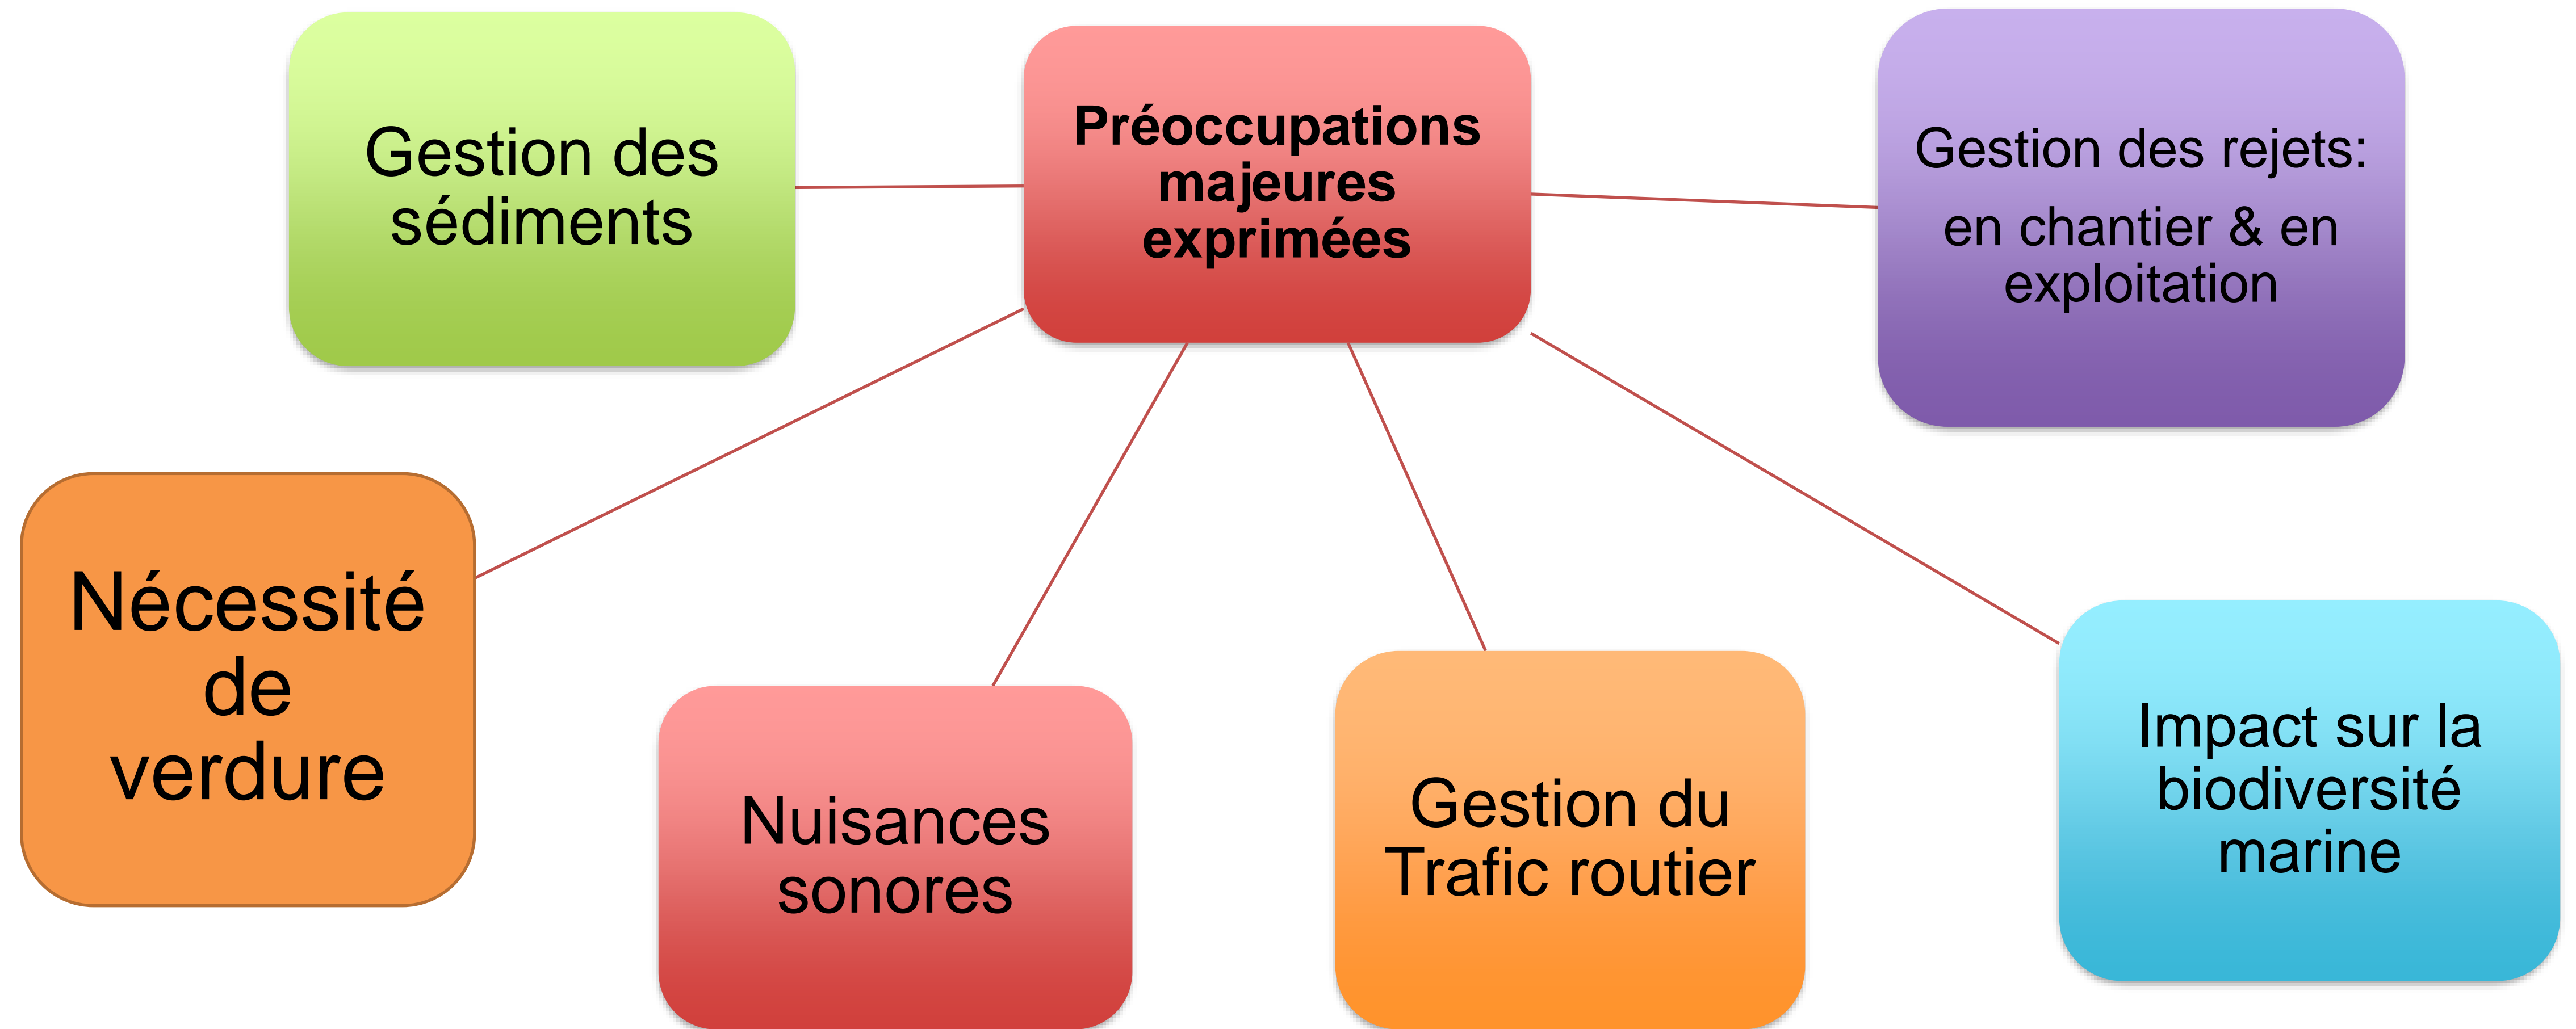 Gestion des
sédiments
Préoccupations
majeures
exprimées
Gestion des rejets:
en chantier & en
exploitation
Nécessité
de
verdure
Nuisances
sonores
Gestion du
Trafic routier
Impact sur la
biodiversité
marine